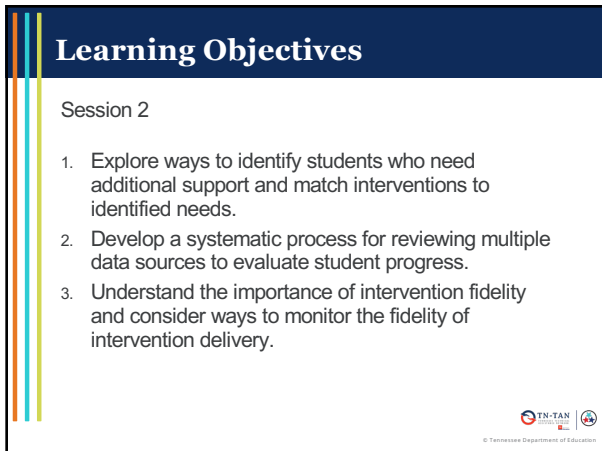 Learning Objectives
Session 2
1. Explore ways to identify students who need
additional support and match interventions to
identified needs.
2. Develop a systematic process for reviewing multiple
data sources to evaluate student progress.
3. Understand the importance of intervention fidelity
and consider ways to monitor the fidelity of
intervention delivery.
TN-TAN
© Tennessee Department of Education